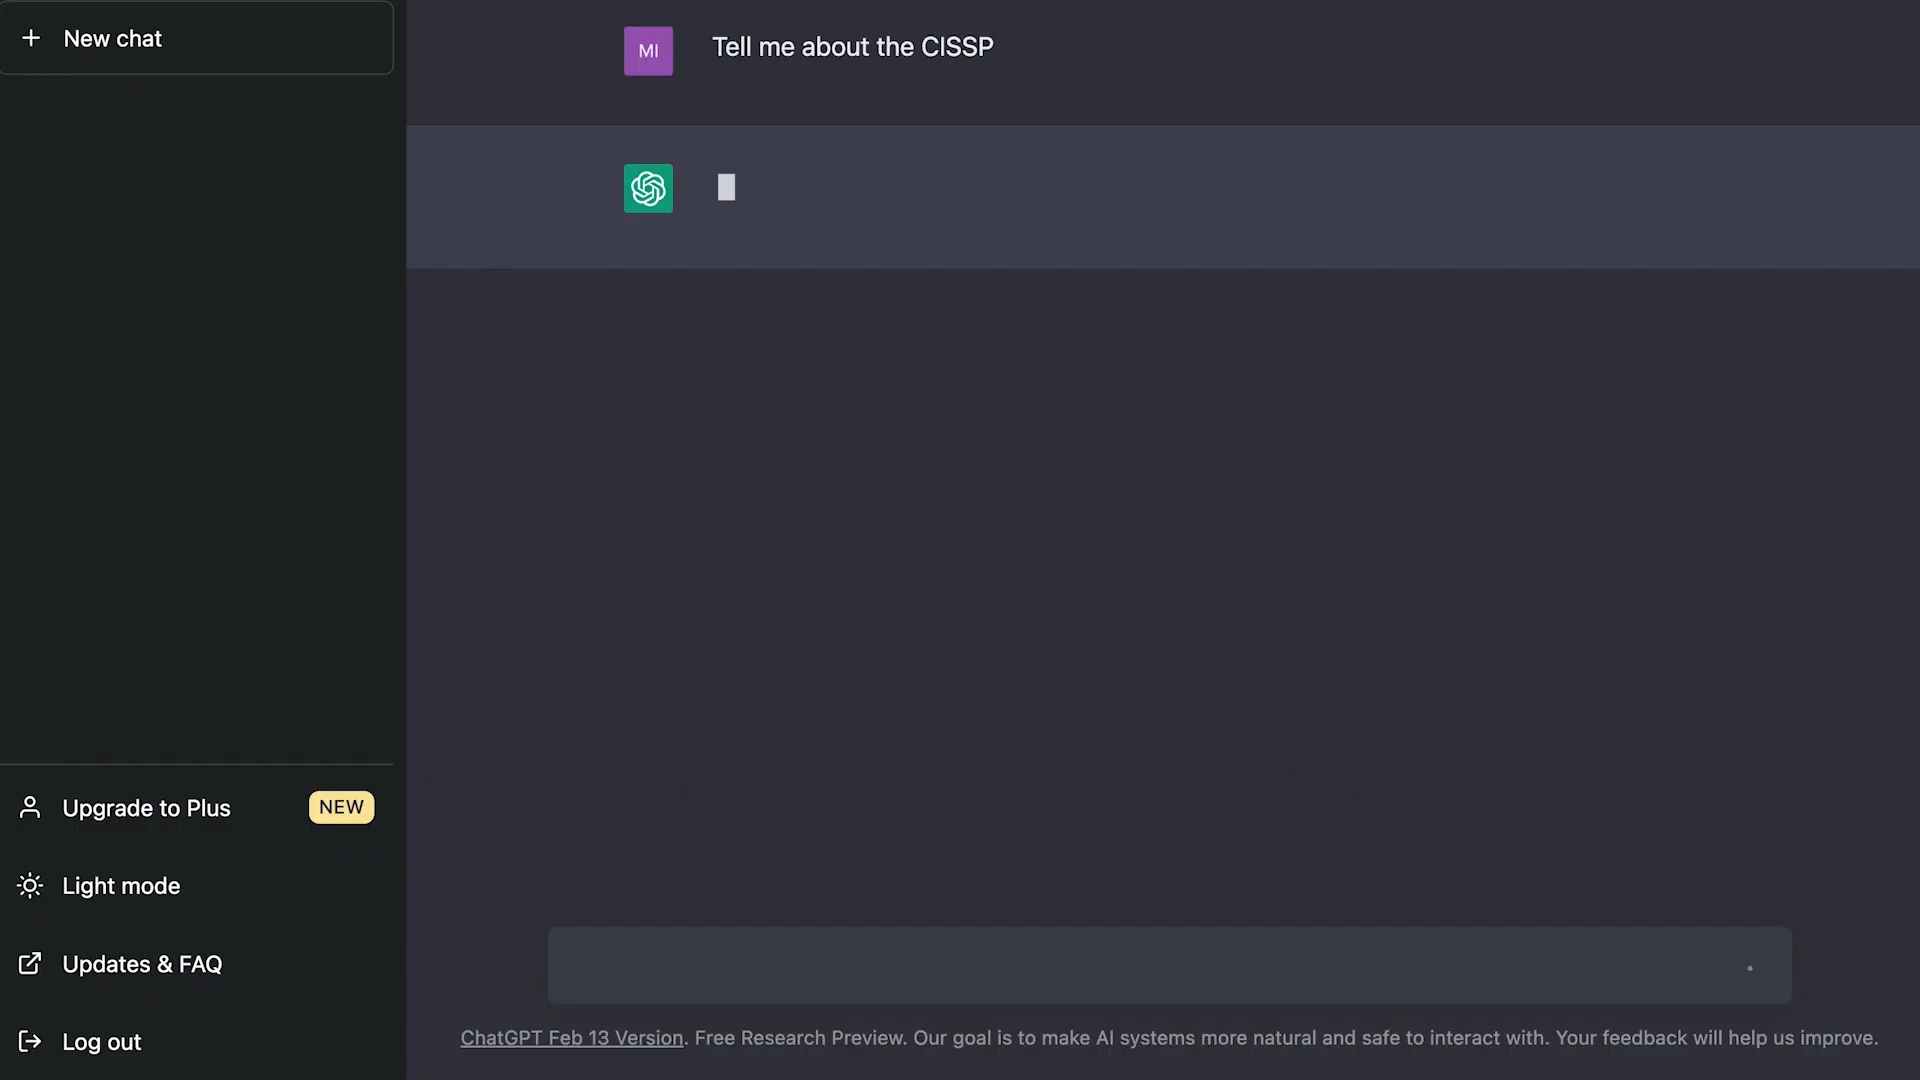 New chat
MI
Tell me about the CISSP
Upgrade to Plus
NEW
Light mode
Updates & FAQ
Log out
ChatGPT Feb 13 Version. Free Research Preview. Our goal is to make AI systems more natural and safe to interact with. Your feedback will help us improve.